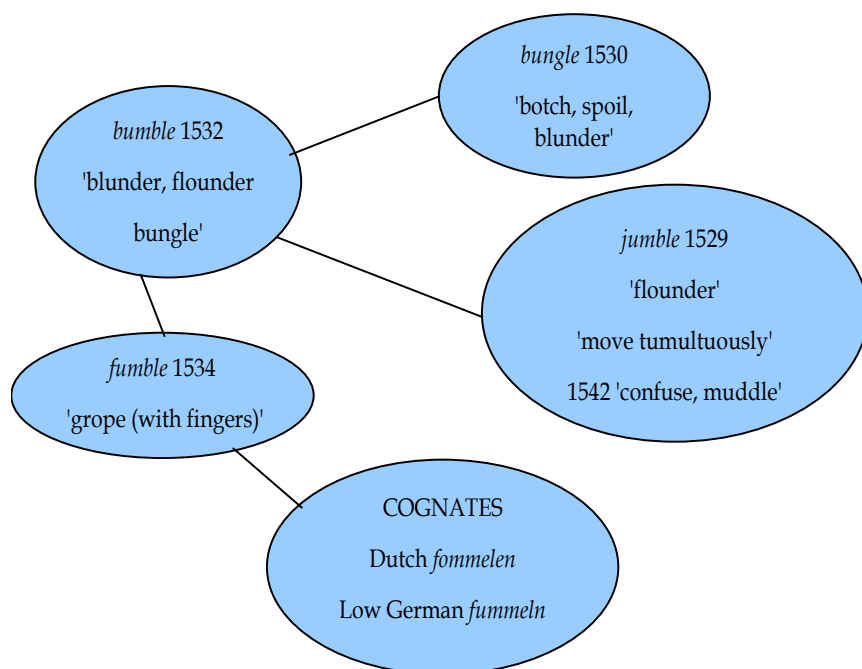 bungle 1530
'botch, spoil,
blunder'
bumble 1532
'blunder, flounder
bungle'
jumble 1529
'flounder'
'move tumultuously'
1542 'confuse, muddle'
fumble 1534
'grope (with fingers)'
COGNATES
Dutch fommelen
Low German fummeln